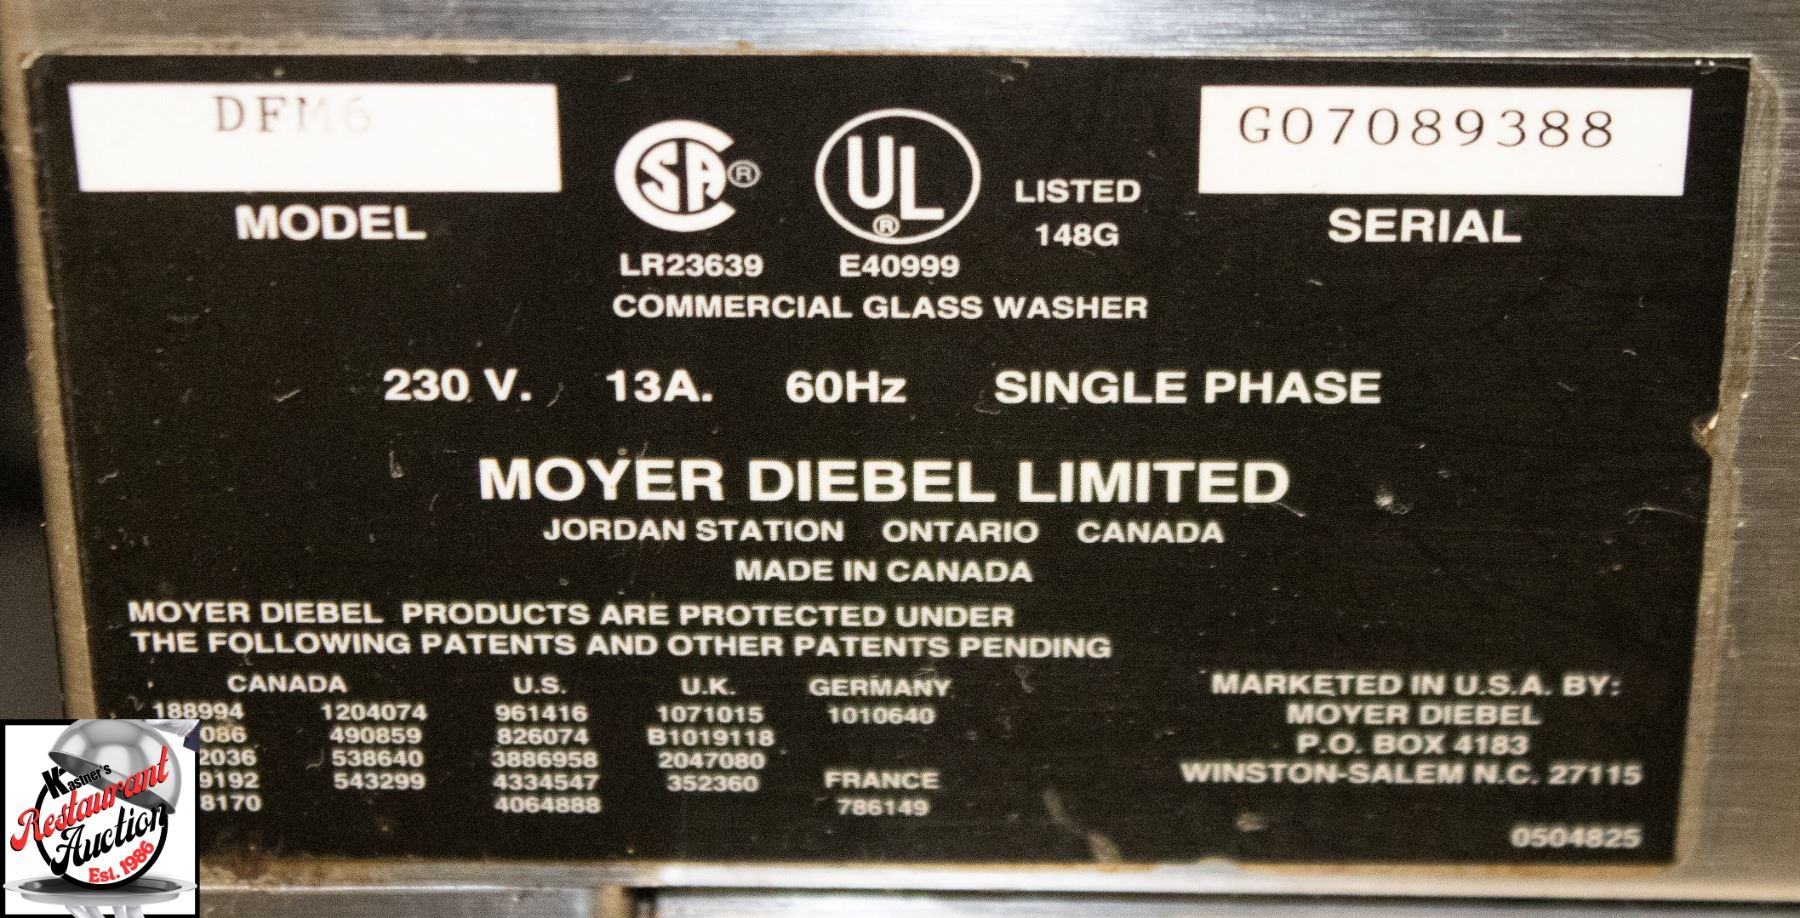 DFM6
MODEL
SA ®
LR23639
UL ®
E40999
LISTED
148G
G07089388
SERIAL
COMMERCIAL GLASS WASHER
230 V. 13A. 60Hz SINGLE PHASE
MOYER DIEBEL LIMITED
JORDAN STATION ONTARIO CANADA
MADE IN CANADA
MOYER DIEBEL PRODUCTS ARE PROTECTED UNDER
THE FOLLOWING PATENTS AND OTHER PATENTS PENDING
CANADA U.S. U.K. GERMANY
188994 1204074 961416 1071015 1010640
490859 826074 B1019118
538640 3886958 2047080
543299 4334547 352360 FRANCE
4064888 786149
MARKETED IN U.S.A. BY:
MOYER DIEBEL
P.O. BOX 4183
WINSTON-SALEM N.C. 27115
0504825
Kastner's
Restaurant
Auction
Est. 1986